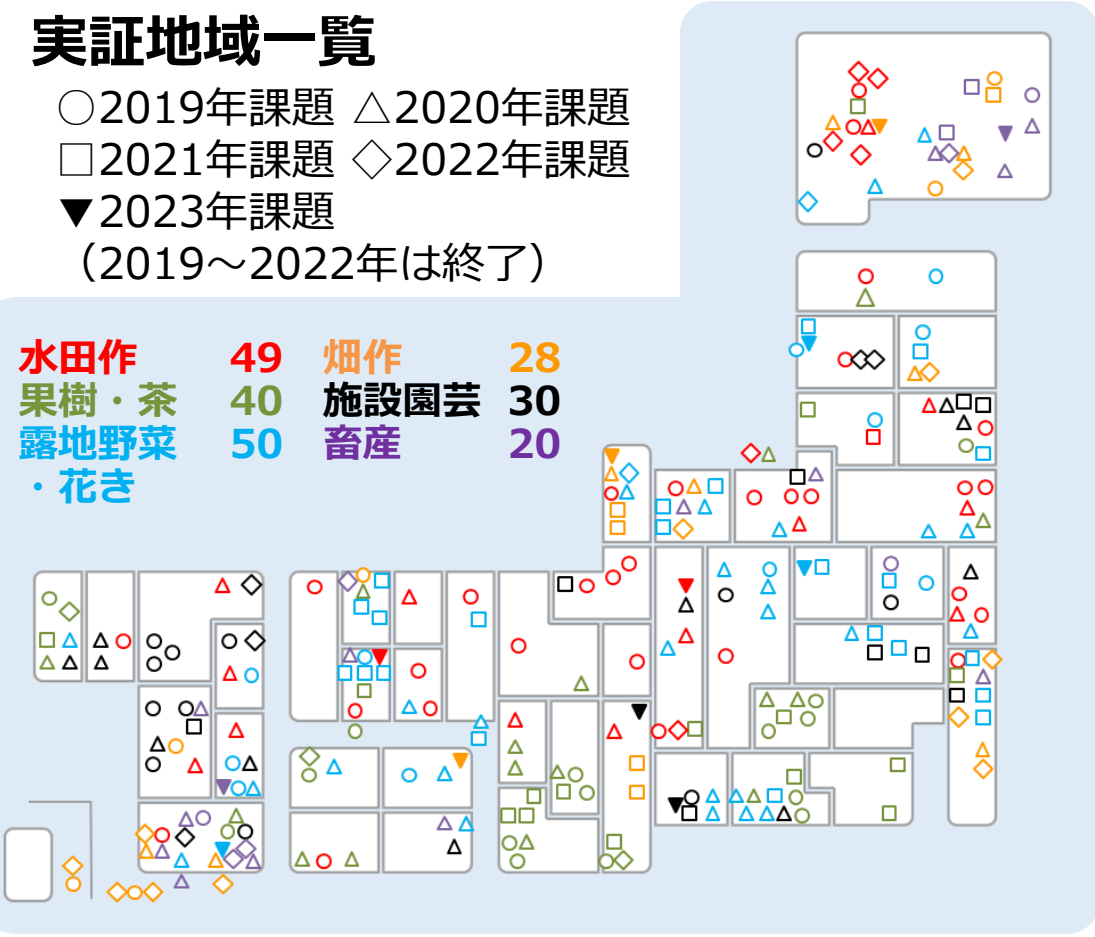 実証地域一覧
○2019年課題 △2020年課題
□2021年課題 ◇2022年課題
▼2023年課題
（2019～2022年は終了）
水田作 49 畑作 28
果樹・茶 40 施設園芸 30
露地野菜 50 畜産 20
・花き